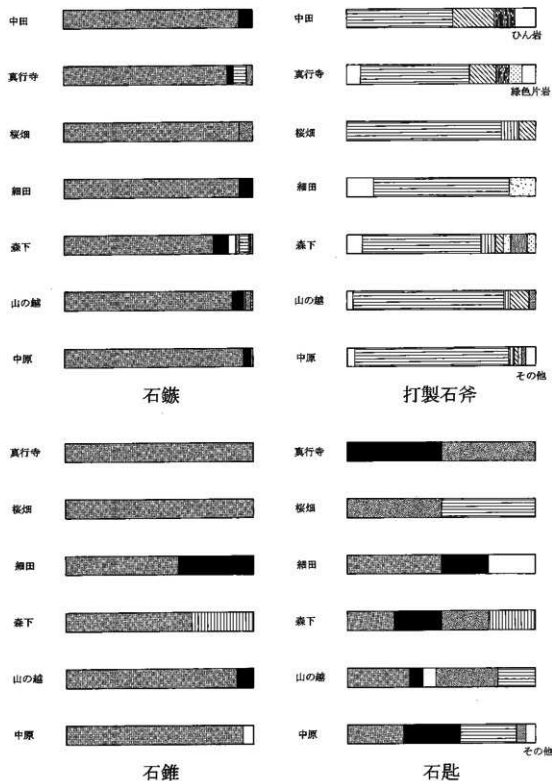 中田
真行寺
桜畑
細田
森下
山の越
中原
石鏃
中田
ひん岩
真行寺
緑色片岩
桜畑
細田
森下
山の越
中原
その他
打製石斧
真行寺
桜畑
細田
森下
山の越
中原
石錐
真行寺
桜畑
細田
森下
山の越
中原
その他
石匙